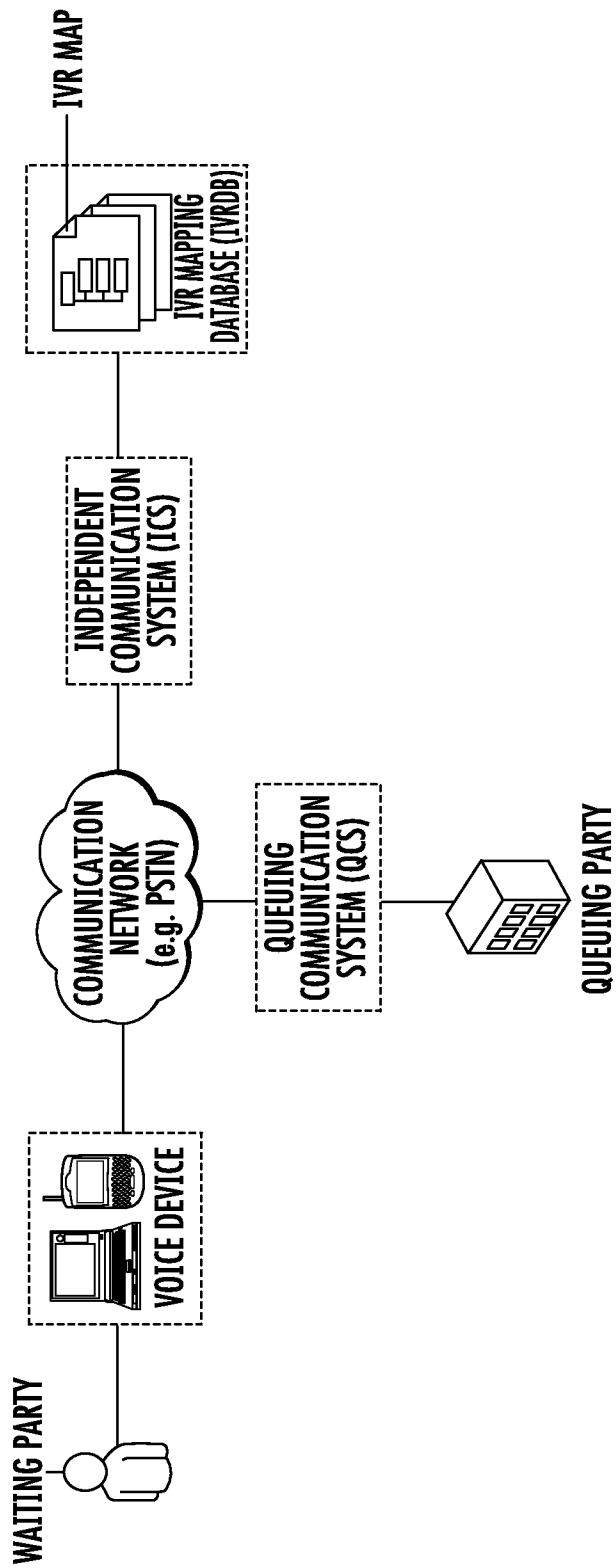 WAITING PARTY
VOICE DEVICE
COMMUNICATION
NETWORK
(e.g. PSTN)
INDEPENDENT
COMMUNICATION
SYSTEM (ICS)
IVR MAP
IVR MAPPING
DATABASE (IVRDB)
QUEUING
COMMUNICATION
SYSTEM (QCS)
QUEUING PARTY